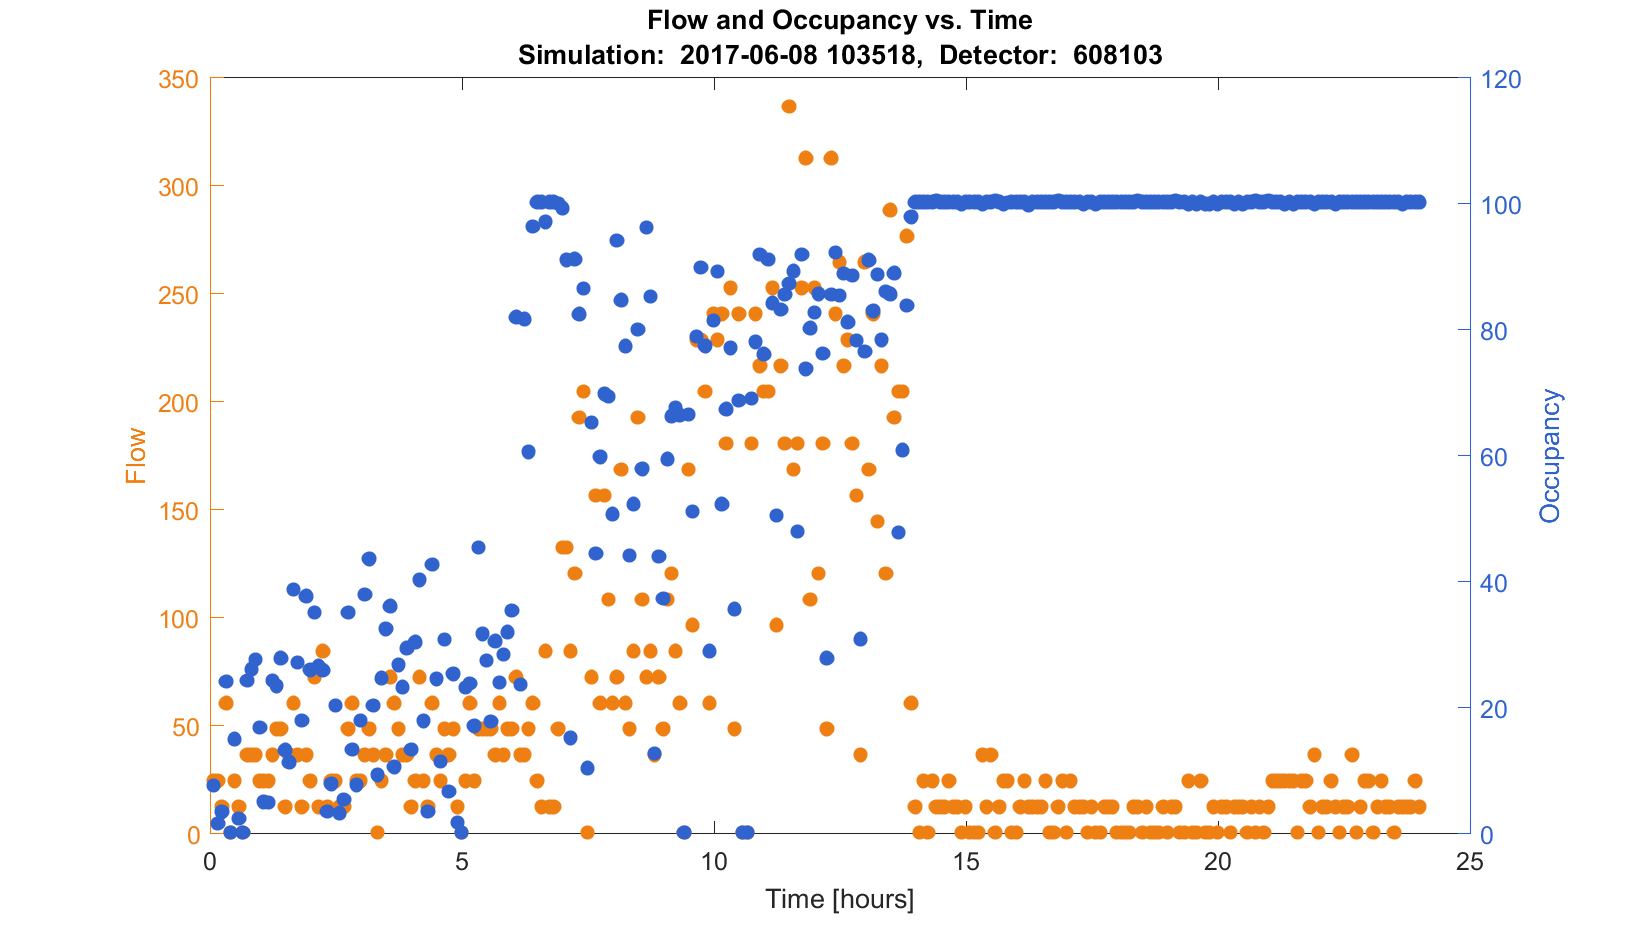 Flow and Occupancy vs. Time
Simulation:  2017-06-08 103518,  Detector:  608103
350
300
250
200
150
100
50
0
Flow
120
100
80
60
40
20
0
Occupancy
0 5 10 15 20 25
Time [hours]